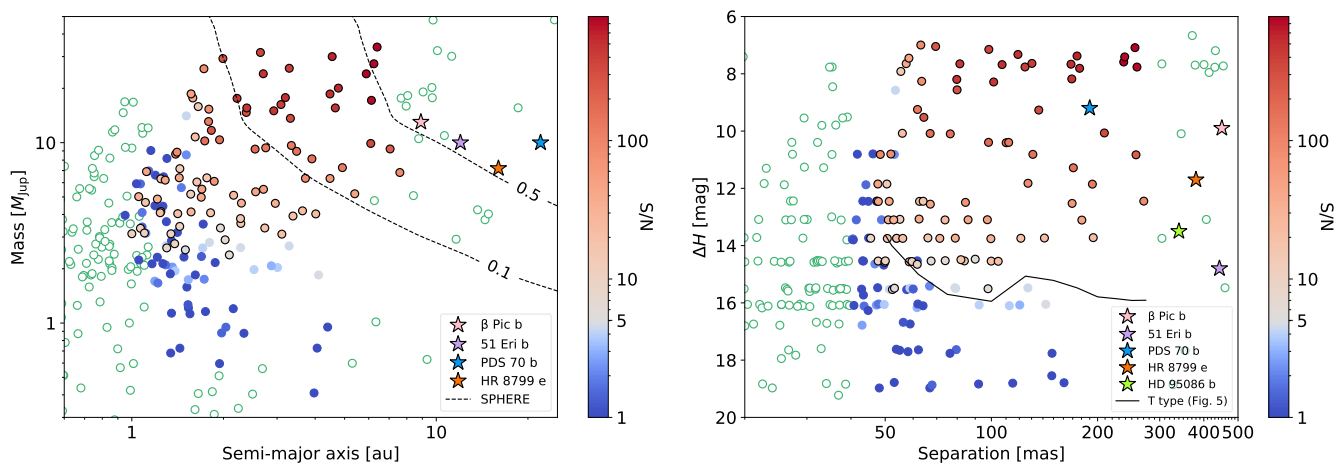 10
1
Mass [M_Jup]
1
10
Semi-major axis [au]
0.5
0.1
β Pic b
51 Eri b
PDS 70 b
HR 8799 e
SPHERE
100
10
5
1
N/S
6
8
10
12
14
16
18
20
ΔH [mag]
50
100
200
300
400
500
Separation [mas]
β Pic b
51 Eri b
PDS 70 b
HR 8799 e
HD 95086 b
T type (Fig. 5)
100
10
5
1
N/S